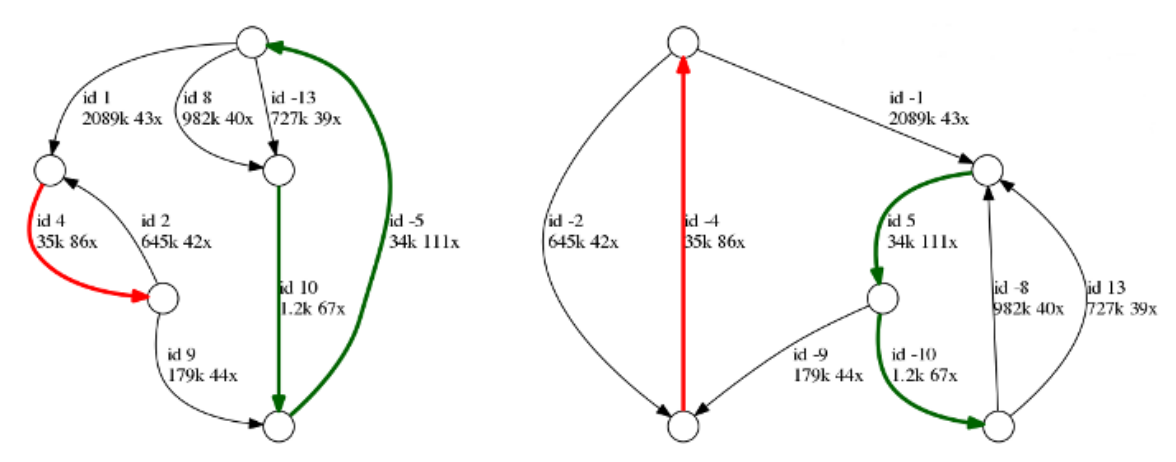 id 1
2089k 43x
id 8
982k 40x
id -13
727k 39x
id 4
35k 86x
id 2
645k 42x
id -5
34k 111x
id 10
1.2k 67x
id 9
179k 44x
id -1
2089k 43x
id -2
645k 42x
id -4
35k 86x
id 5
34k 111x
id -8
982k 40x
id 13
727k 39x
id -9
179k 44x
id -10
1.2k 67x